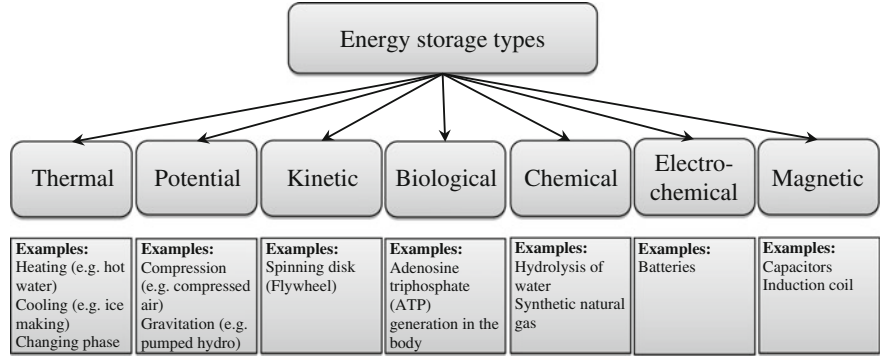 Energy storage types
Thermal
Potential
Kinetic
Biological
Chemical
Electro-
chemical
Magnetic
Examples:
Heating (e.g. hot
water)
Cooling (e.g. ice
making)
Changing phase
Examples:
Compression
(e.g. compressed
air)
Gravitation (e.g.
pumped hydro)
Examples:
Spinning disk
(Flywheel)
Examples:
Adenosine
triphosphate
(ATP)
generation in the
body
Examples:
Hydrolysis of
water
Synthetic natural
gas
Examples:
Batteries
Examples:
Capacitors
Induction coil